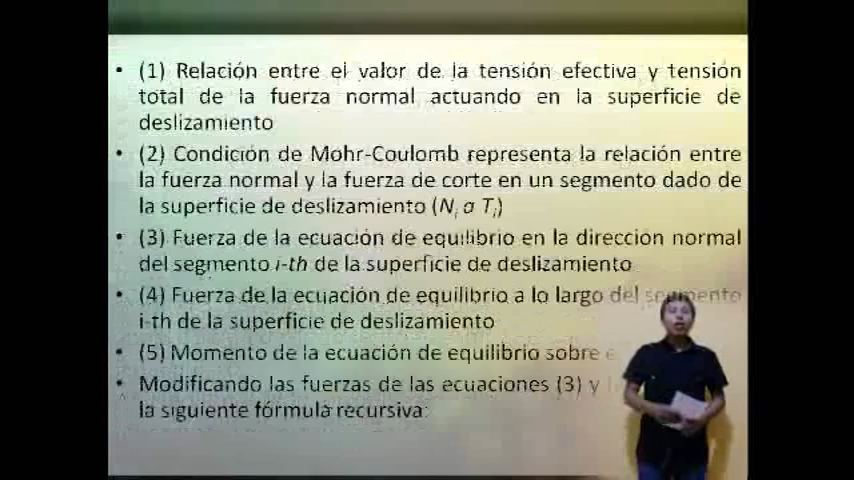 • (1) Relación entre el valor de la tensión efectiva y tensión
total de la fuerza normal actuando en la superficie de
deslizamiento
• (2) Condición de Mohr-Coulomb representa la relación entre
la fuerza normal y la fuerza de corte en un segmento dado de
la superficie de deslizamiento (Ni a Ti)
• (3) Fuerza de la ecuación de equilibrio en la dirección normal
del segmento i-th de la superficie de deslizamiento
• (4) Fuerza de la ecuación de equilibrio a lo largo del segmento
i-th de la superficie de deslizamiento
• (5) Momento de la ecuación de equilibrio sobre
• Modificando las fuerzas de las ecuaciones (3) y
la siguiente fórmula recursiva: